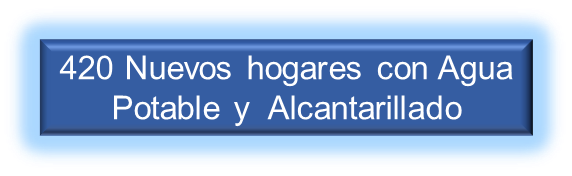 420 Nuevos hogares con Agua
Potable y Alcantarillado